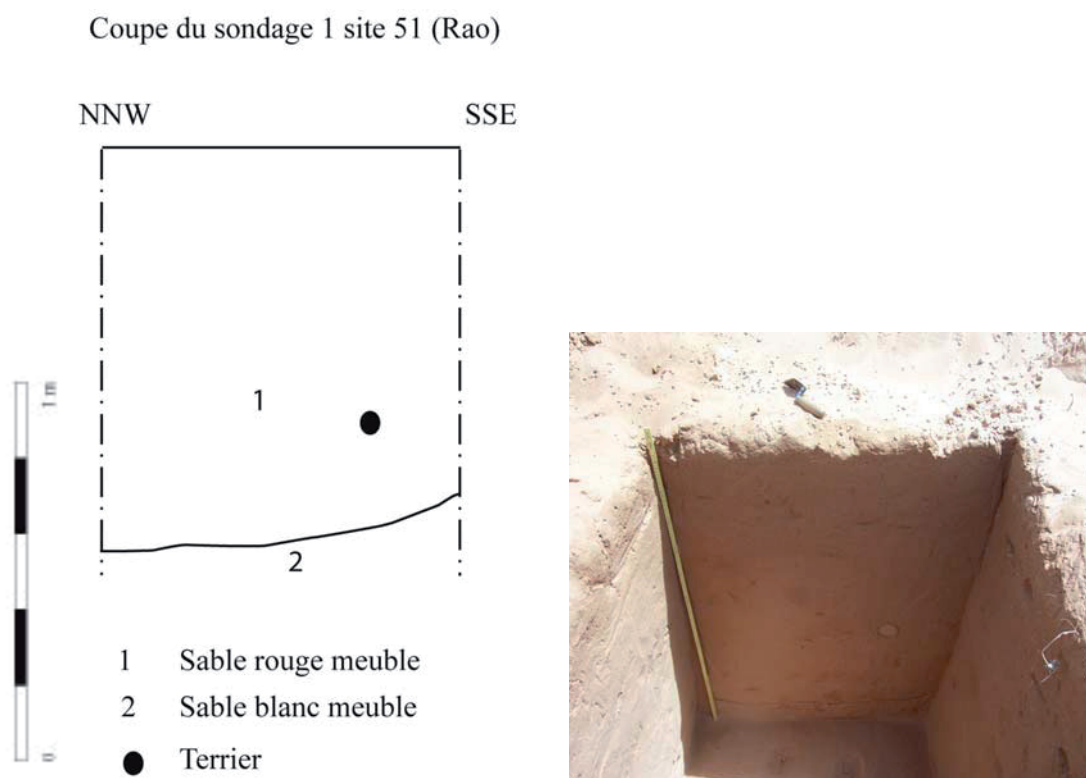 Coupe du sondage 1 site 51 (Rao)
NNW SSE
1 m
1
2
0
1 Sable rouge meuble
2 Sable blanc meuble
Terrier